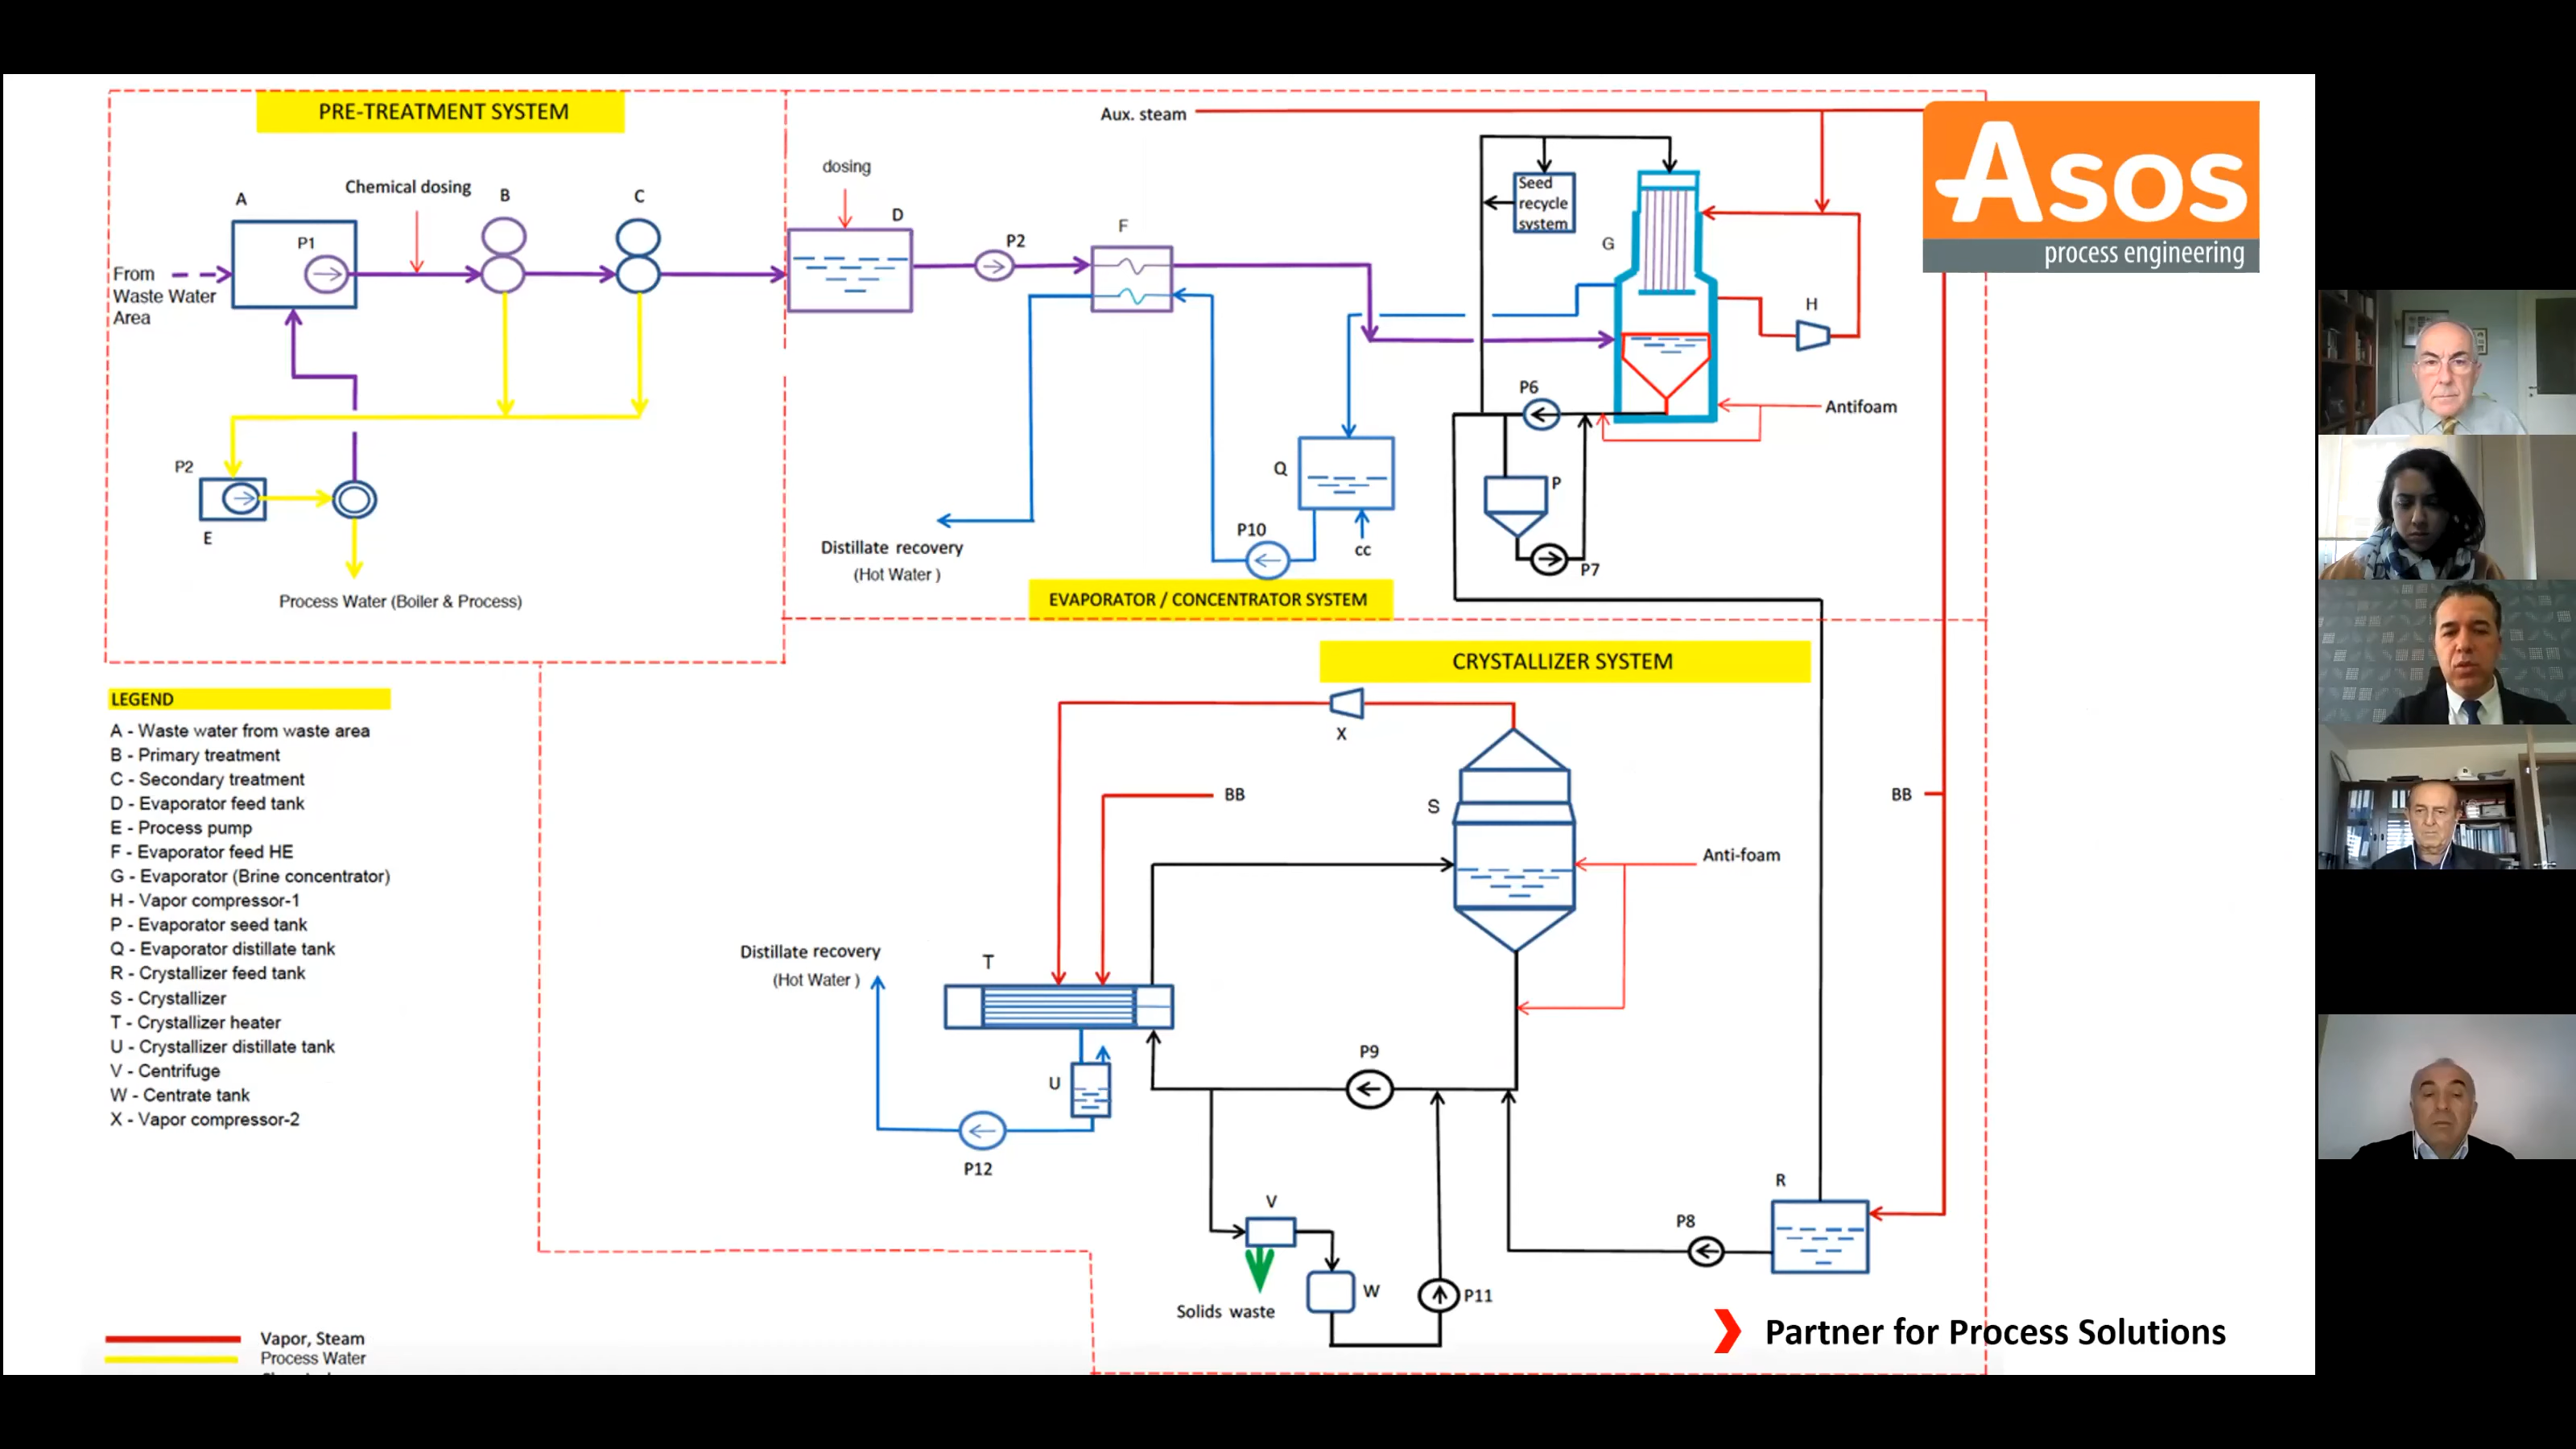 PRE-TREATMENT SYSTEM
A
Chemical dosing
B
C
P1
From
Waste Water
Area
P2
E
Process Water (Boiler & Process)
Aux. steam
dosing
D
P2
F
Seed
recycle
system
G
H
Antifoam
P6
Q
P
P10
cc
P7
Distillate recovery
(Hot Water )
EVAPORATOR / CONCENTRATOR SYSTEM
Asos
process engineering
CRYSTALLIZER SYSTEM
X
BB
S
BB
Anti-foam
Distillate recovery
(Hot Water )
T
P9
U
P12
V
R
P8
W
P11
Solids waste
LEGEND
A - Waste water from waste area
B - Primary treatment
C - Secondary treatment
D - Evaporator feed tank
E - Process pump
F - Evaporator feed HE
G - Evaporator (Brine concentrator)
H - Vapor compressor-1
P - Evaporator seed tank
Q - Evaporator distillate tank
R - Crystallizer feed tank
S - Crystallizer
T - Crystallizer heater
U - Crystallizer distillate tank
V - Centrifuge
W - Centrate tank
X - Vapor compressor-2
Vapor, Steam
Process Water
Partner for Process Solutions